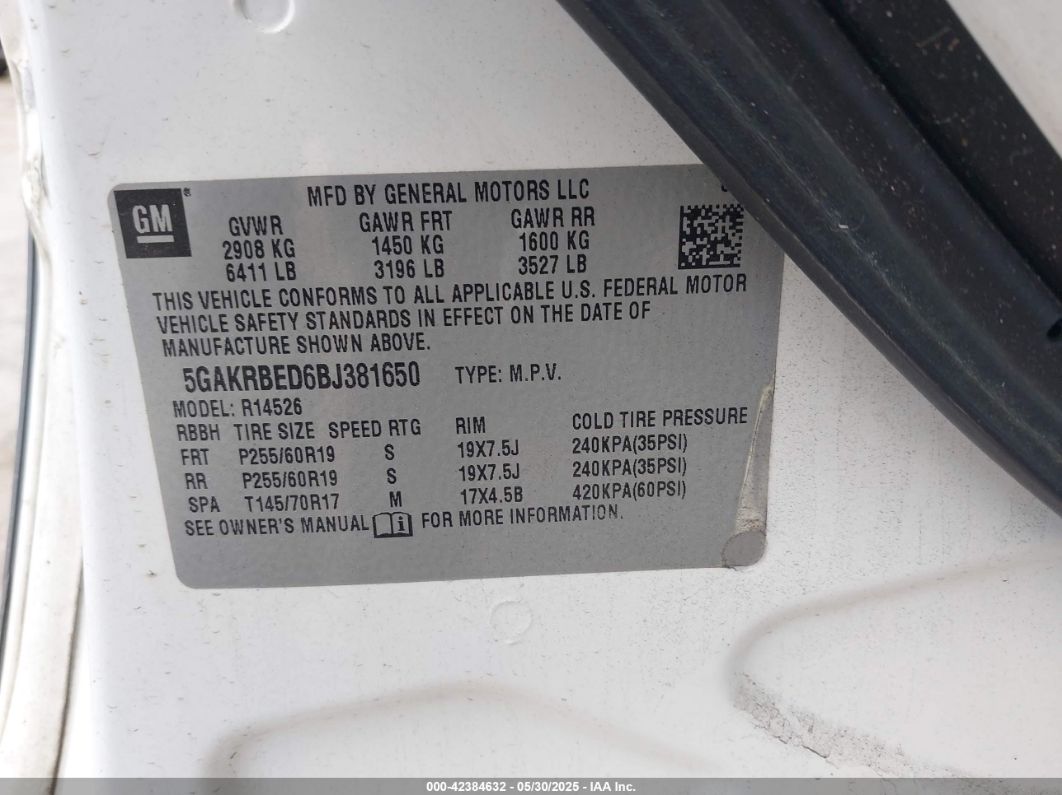 MFD BY GENERAL MOTORS LLC
GM ®
GVWR GAWR FRT GAWR RR
2908 KG 1450 KG 1600 KG
6411 LB 3196 LB 3527 LB
THIS VEHICLE CONFORMS TO ALL APPLICABLE U.S. FEDERAL MOTOR
VEHICLE SAFETY STANDARDS IN EFFECT ON THE DATE OF
MANUFACTURE SHOWN ABOVE.
5GAKRBED6BJ381650 TYPE: M.P.V.
MODEL: R14526
RBBH TIRE SIZE SPEED RTG RIM COLD TIRE PRESSURE
FRT P255/60R19 S 19X7.5J 240KPA(35PSI)
RR P255/60R19 S 19X7.5J 240KPA(35PSI)
SPA T145/70R17 M 17X4.5B 420KPA(60PSI)
SEE OWNER'S MANUAL i FOR MORE INFORMATION.
000-42384632 - 05/30/2025 - IAA Inc.